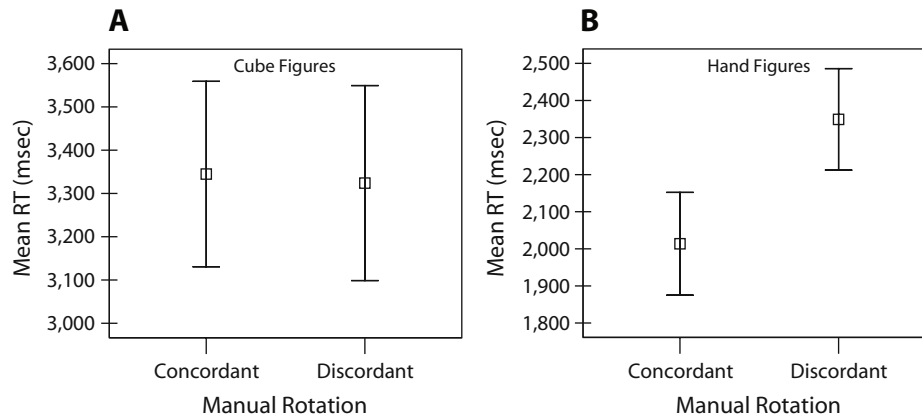 A
Cube Figures
3,600
3,500
3,400
3,300
3,200
3,100
3,000
Mean RT (msec)
Concordant
Discordant
Manual Rotation
B
Hand Figures
2,500
2,400
2,300
2,200
2,100
2,000
1,900
1,800
Mean RT (msec)
Concordant
Discordant
Manual Rotation